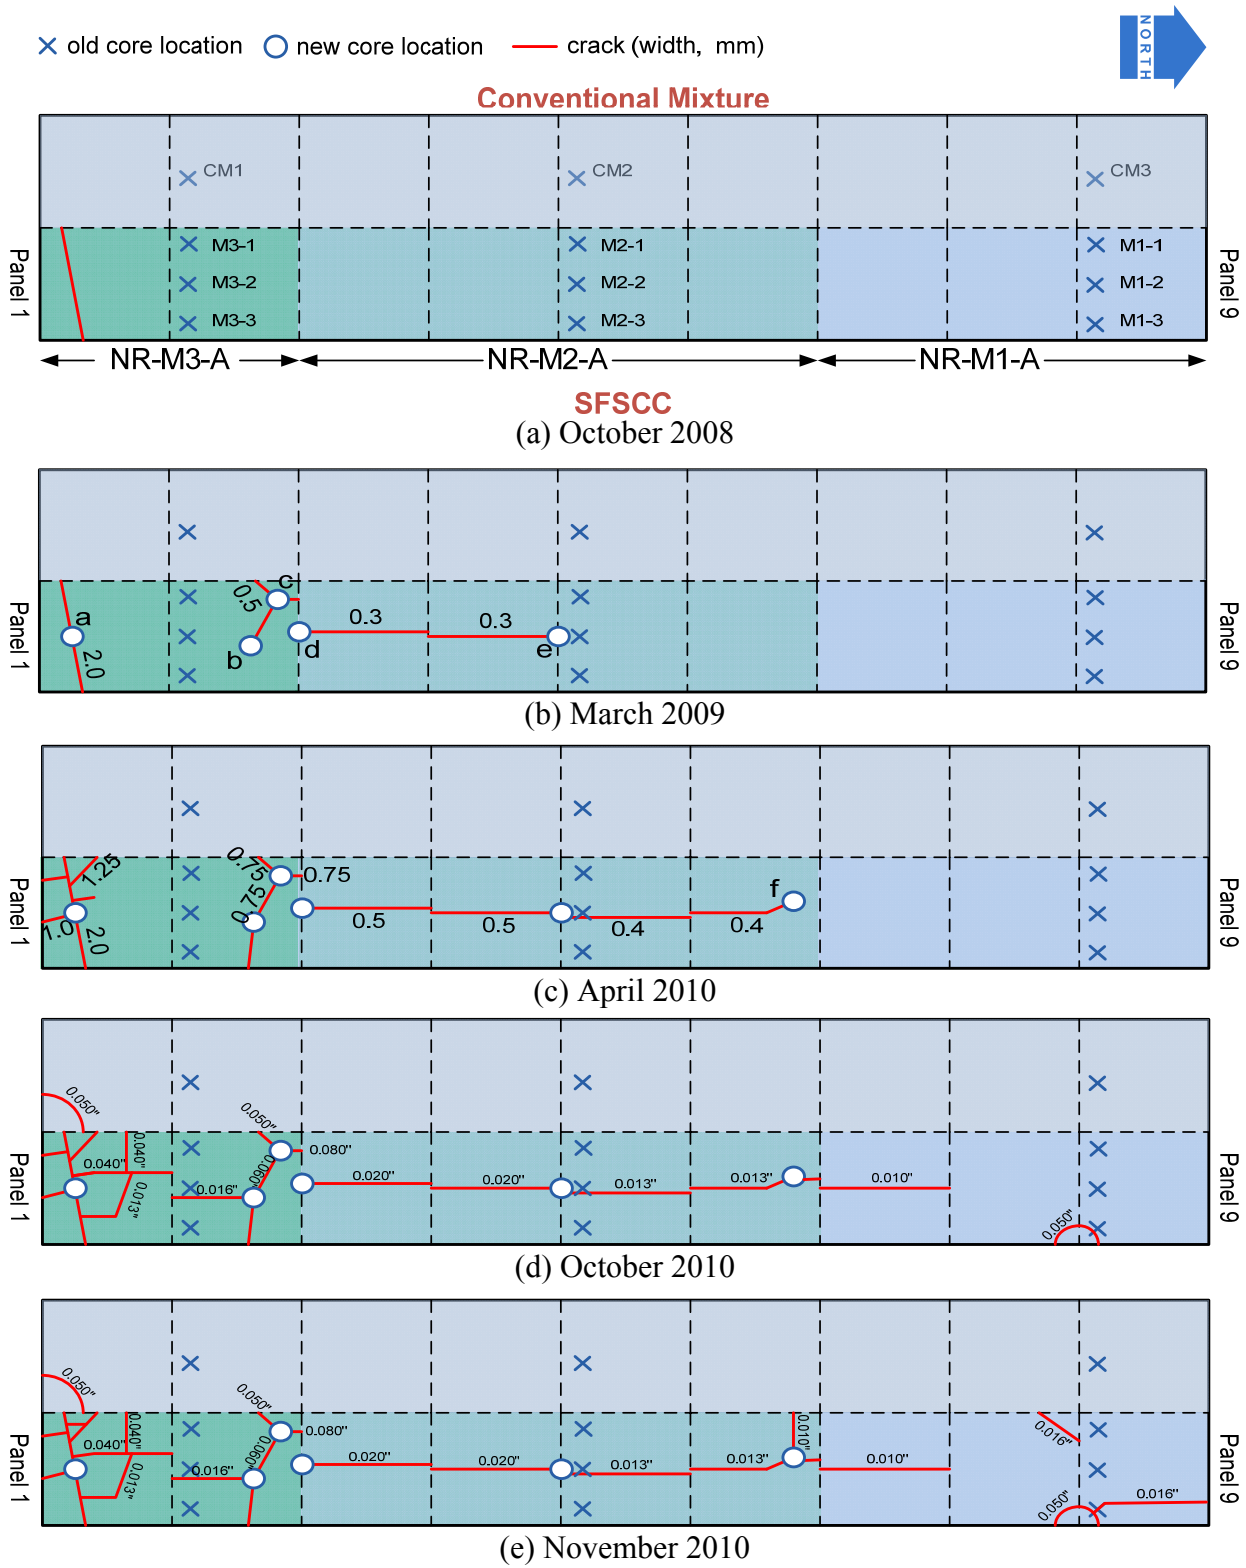 NORTH
old core location new core location crack (width, mm)
Conventional Mixture
CM1 CM2 CM3
M3-1 M2-1 M1-1
M3-2 M2-2 M1-2
M3-3 M2-3 M1-3
Panel 1 Panel 9
NR-M3-A NR-M2-A NR-M1-A
SFSCC
(a) October 2008
c
0.5
a 0.3 0.3
b d e
2.0
Panel 1 Panel 9
(b) March 2009
1.25 0.75 0.75
0.75 f
1.0 2.0 0.5 0.5 0.4 0.4
Panel 1 Panel 9
(c) April 2010
0.050" 0.050"
0.040" 0.040" 0.080"
0.013" 0.016" 0.060" 0.020" 0.020" 0.013" 0.013" 0.010"
0.050"
Panel 1 Panel 9
(d) October 2010
0.050" 0.050"
0.040" 0.040" 0.080" 0.010" 0.016"
0.013" 0.016" 0.060" 0.020" 0.020" 0.013" 0.013" 0.010"
0.050" 0.016"
Panel 1 Panel 9
(e) November 2010